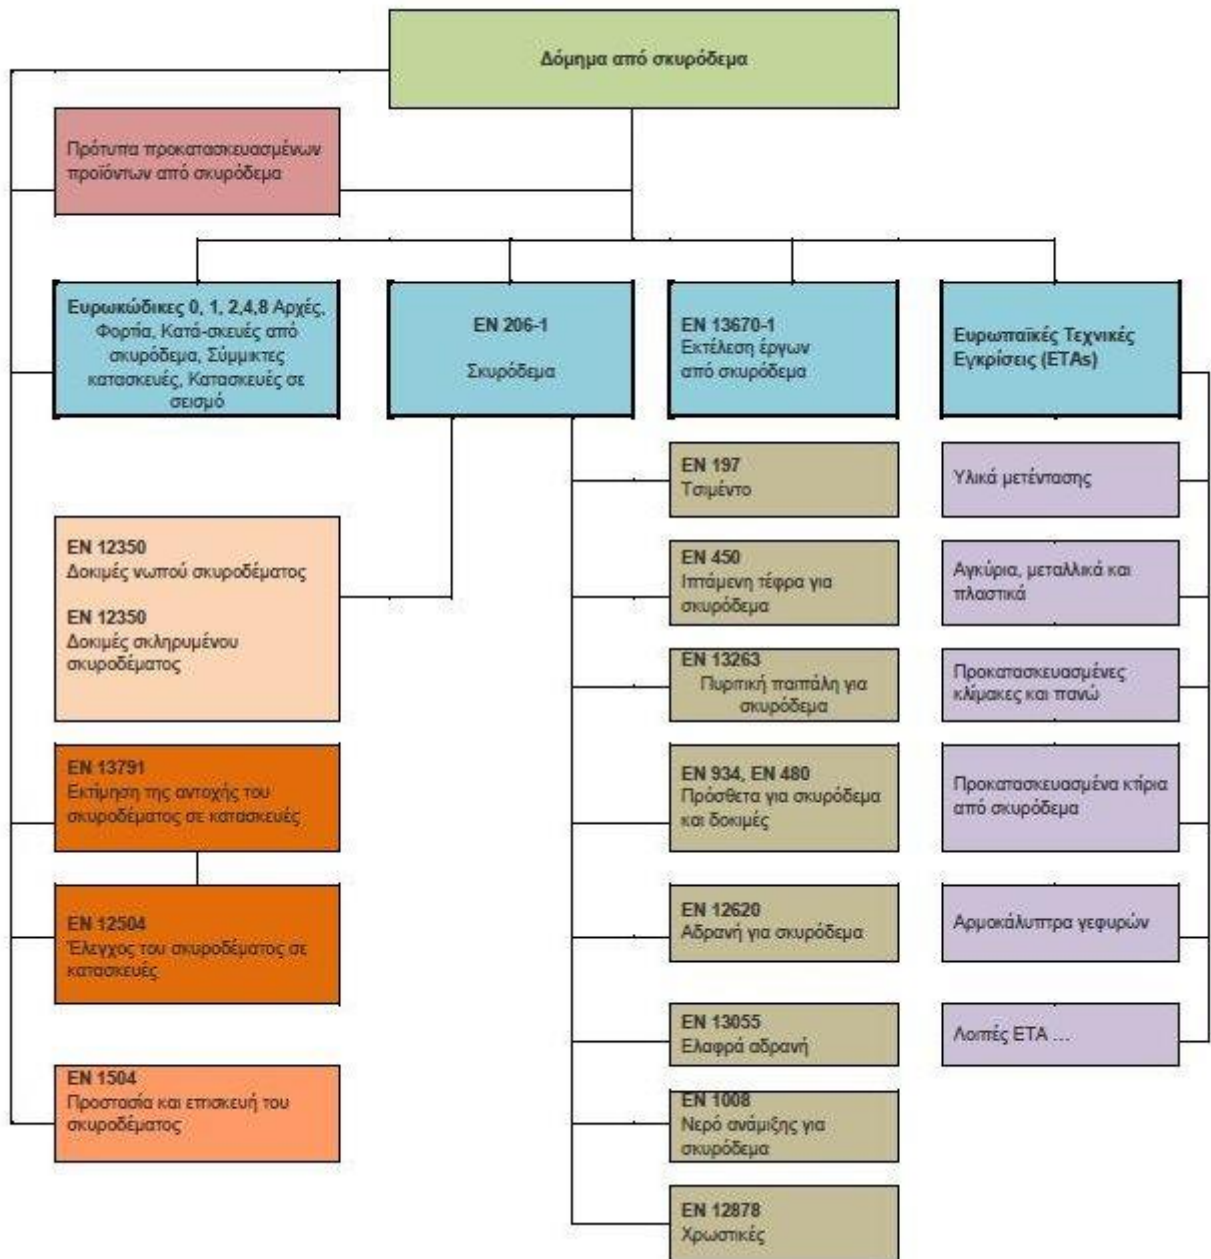 Δόμημα από σκυρόδεμα
Πρότυπα προκατασκευασμένων
προϊόντων από σκυρόδεμα
Ευρωκώδικες 0, 1, 2,4,8 Αρχές,
Φορτία, Κατά-σκευές από
σκυρόδεμα, Σύμμικτες
κατασκευές, Κατασκευές σε
σεισμό
EN 206-1
Σκυρόδεμα
EN 13670-1
Εκτέλεση έργων
από σκυρόδεμα
Ευρωπαϊκές Τεχνικές
Εγκρίσεις (ETAs)
EN 12350
Δοκιμές νωπού σκυροδέματος
EN 12350
Δοκιμές σκληρυμένου
σκυροδέματος
EN 13791
Εκτίμηση της αντοχής του
σκυροδέματος σε κατασκευές
EN 12504
Έλεγχος του σκυροδέματος σε
κατασκευές
EN 1504
Προστασία και επισκευή του
σκυροδέματος
EN 197
Τσιμέντο
EN 450
Ιπτάμενη τέφρα για
σκυρόδεμα
EN 13263
Πυριτική παιπάλη για
σκυρόδεμα
EN 934, EN 480
Πρόσθετα για σκυρόδεμα
και δοκιμές
EN 12620
Αδρανή για σκυρόδεμα
EN 13055
Ελαφρά αδρανή
EN 1008
Νερό ανάμιξης για
σκυρόδεμα
EN 12878
Χρωστικές
Υλικά μετέντασης
Αγκύρια, μεταλλικά και
πλαστικά
Προκατασκευασμένες
κλίμακες και πανώ
Προκατασκευασμένα κτίρια
από σκυρόδεμα
Αρμοκάλυπτρα γεφυρών
Λοιπές ETA ...